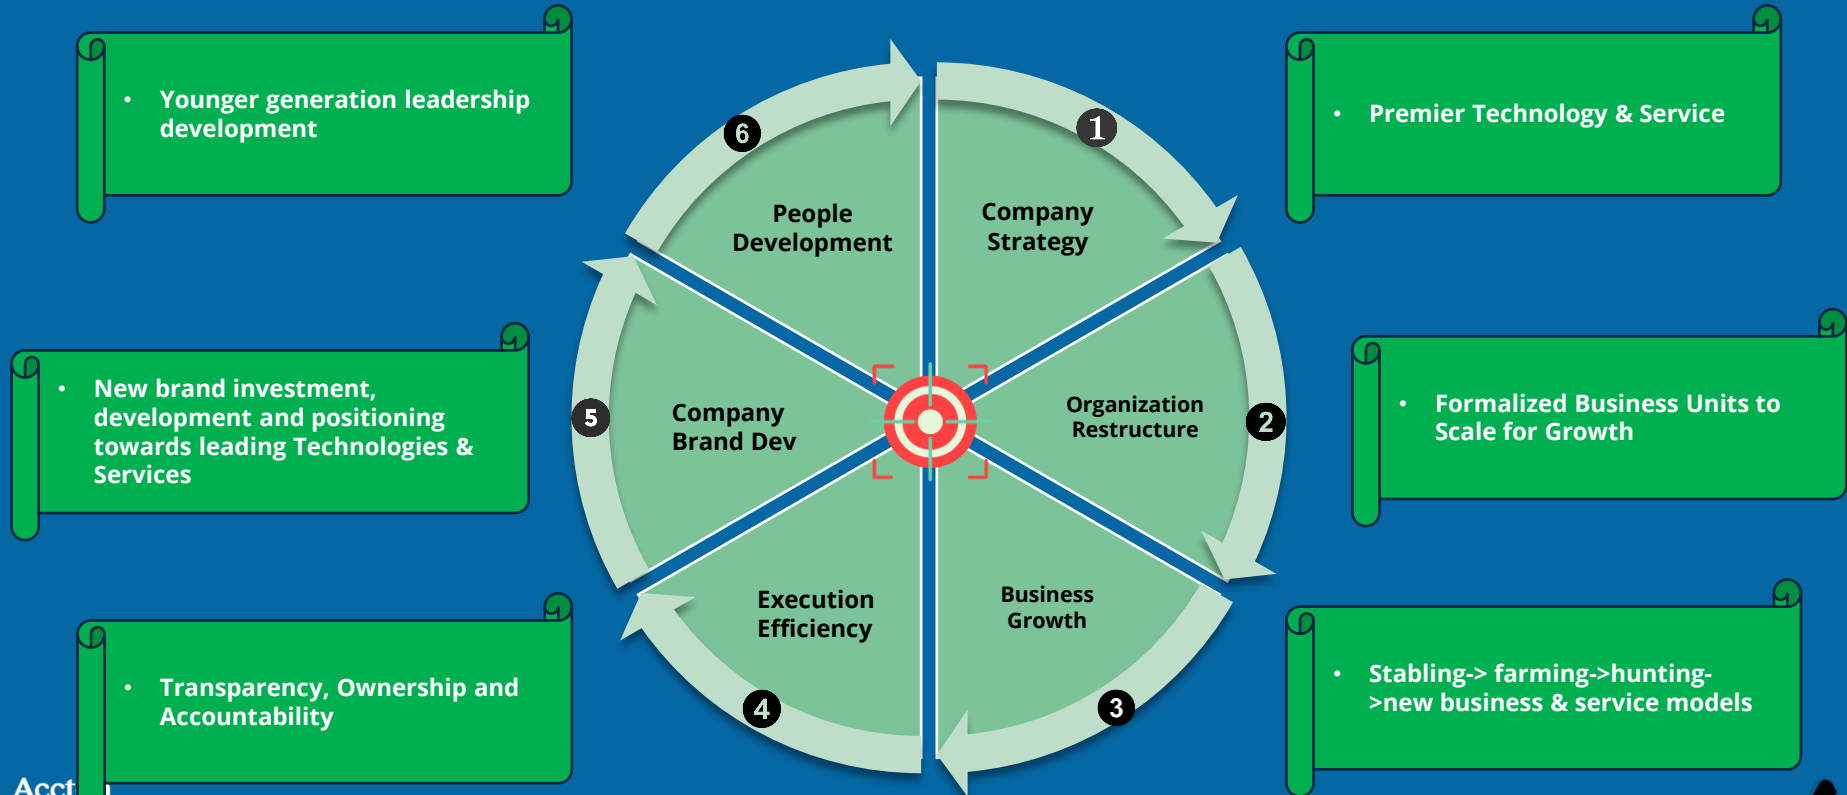 • Younger generation leadership
development
• Premier Technology & Service
6
1
People
Development
Company
Strategy
• New brand investment,
development and positioning
towards leading Technologies &
Services
5
Company
Brand Dev
Organization
Restructure
2
• Formalized Business Units to
Scale for Growth
Execution
Efficiency
Business
Growth
4
3
• Transparency, Ownership and
Accountability
• Stabling-> farming->hunting-
>new business & service models